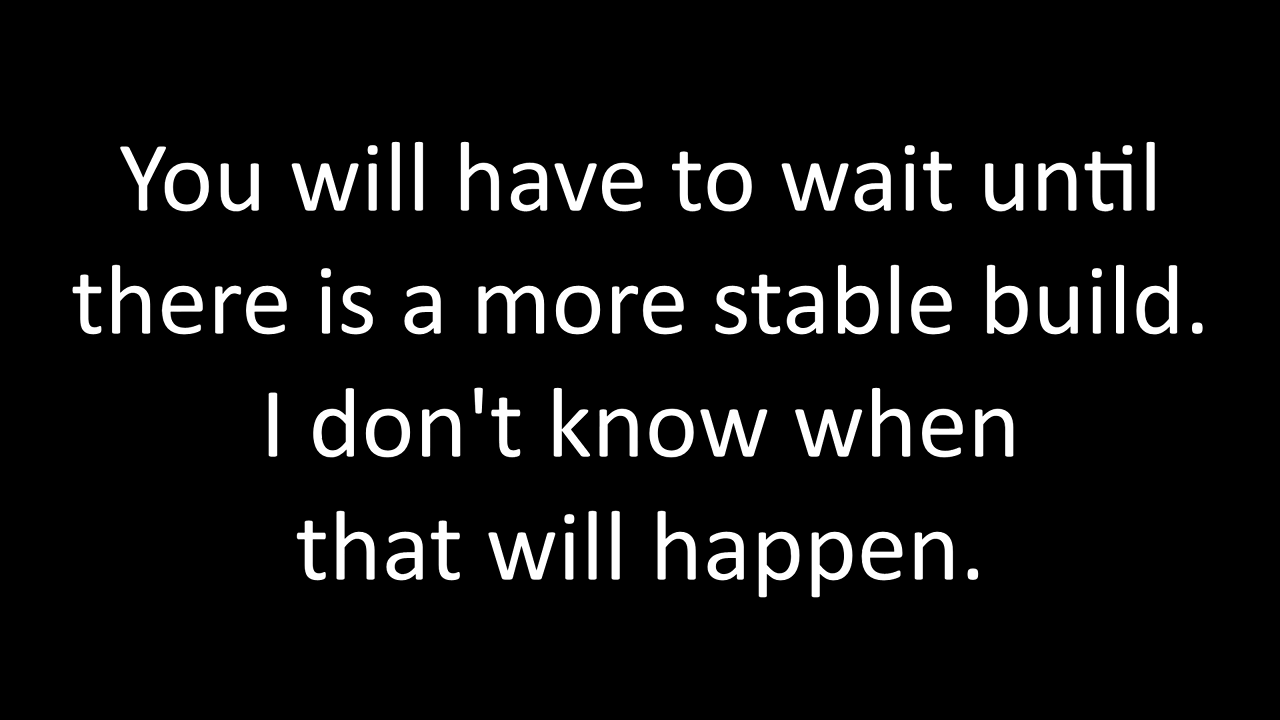 You will have to wait until
there is a more stable build.
I don't know when
that will happen.